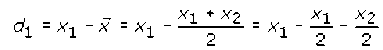 d₁ = x₁ − x̄ = x₁ − (x₁ + x₂)/2 = x₁ − x₁/2 − x₂/2